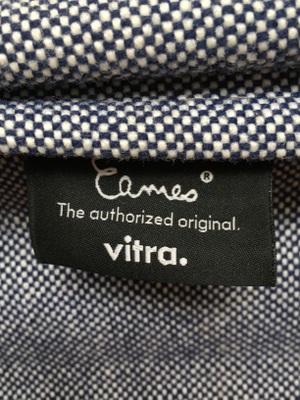 Eames®
The authorized original.
vitra.